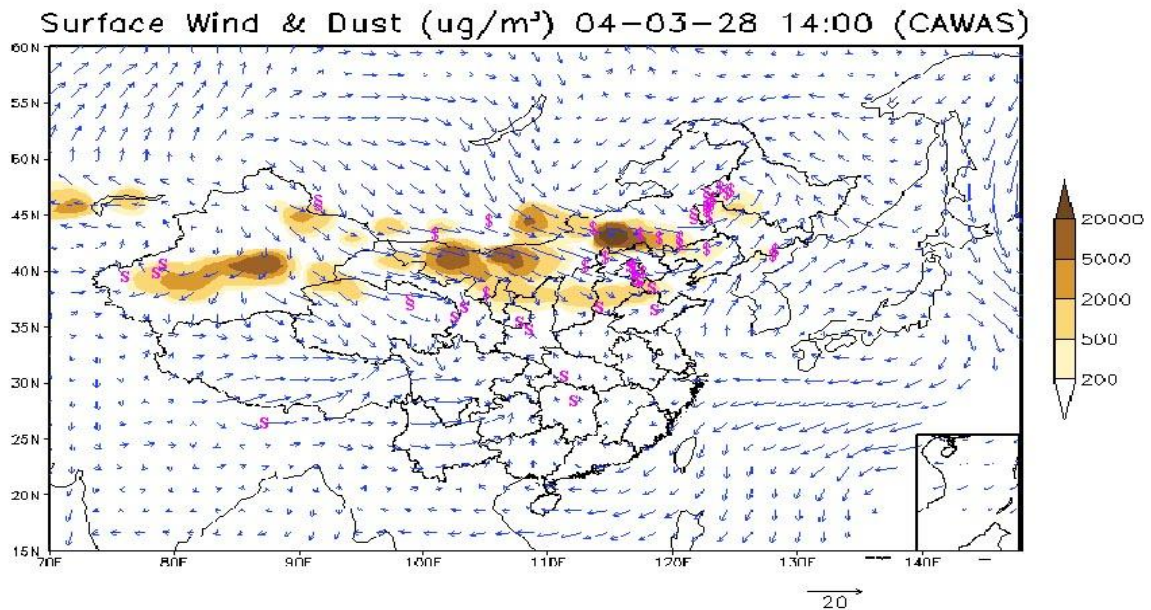 Surface Wind & Dust (ug/m³) 04-03-28 14:00 (CAWAS)
60N
55N
50N
45N
40N
35N
30N
25N
20N
15N
70E 80E 90E 100E 110E 120E 130E 140E
20000
5000
2000
500
200
20